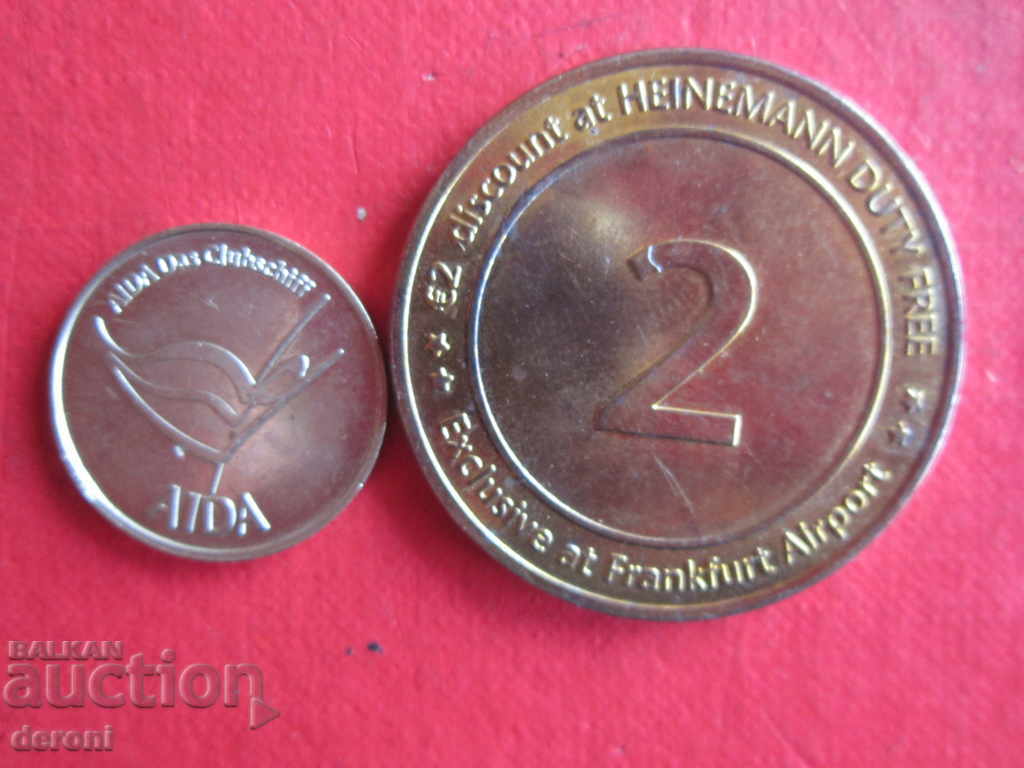 AIDA Das Clubschiff
AIDA
€2 discount at HEINEMANN DUTY FREE
2
Exclusive at Frankfurt Airport
BALKAN
auction
deroni